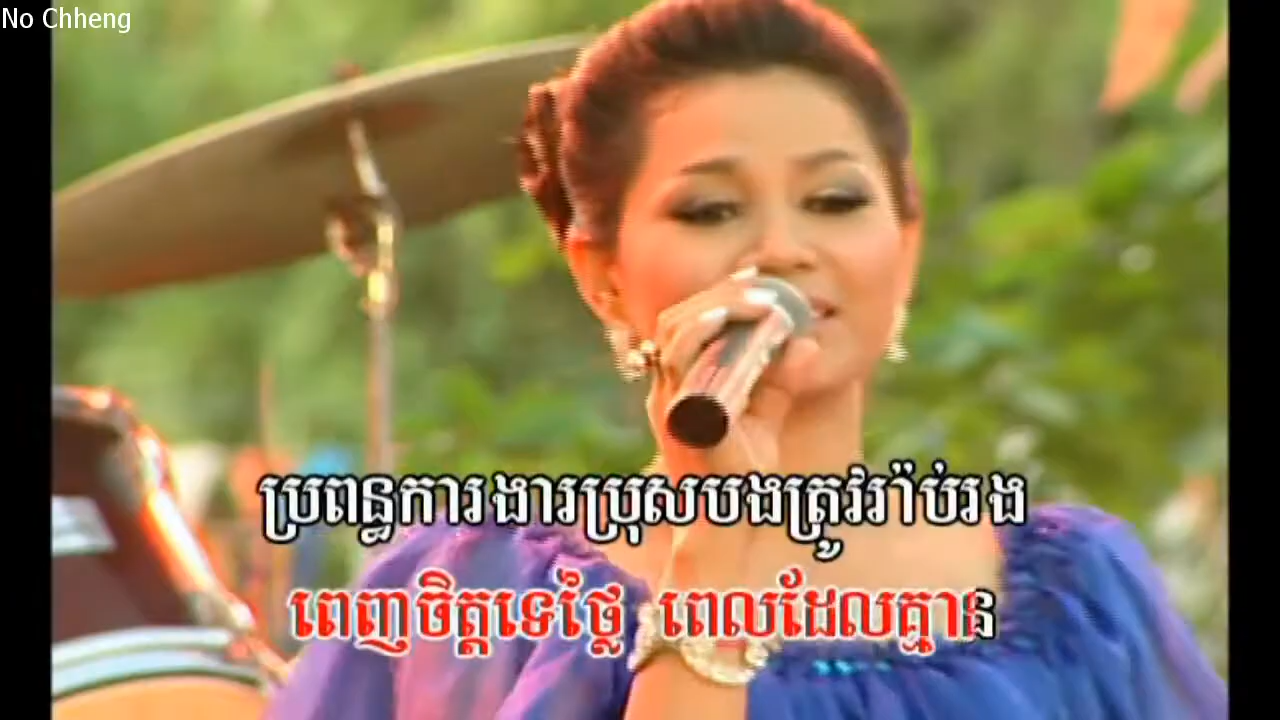 No Chheng
ប្រពន្ធការងារប្រុសបងត្រូវរ៉ាប់រង
ពេញចិត្តទេថ្លៃ ពេលដែលគ្មាន